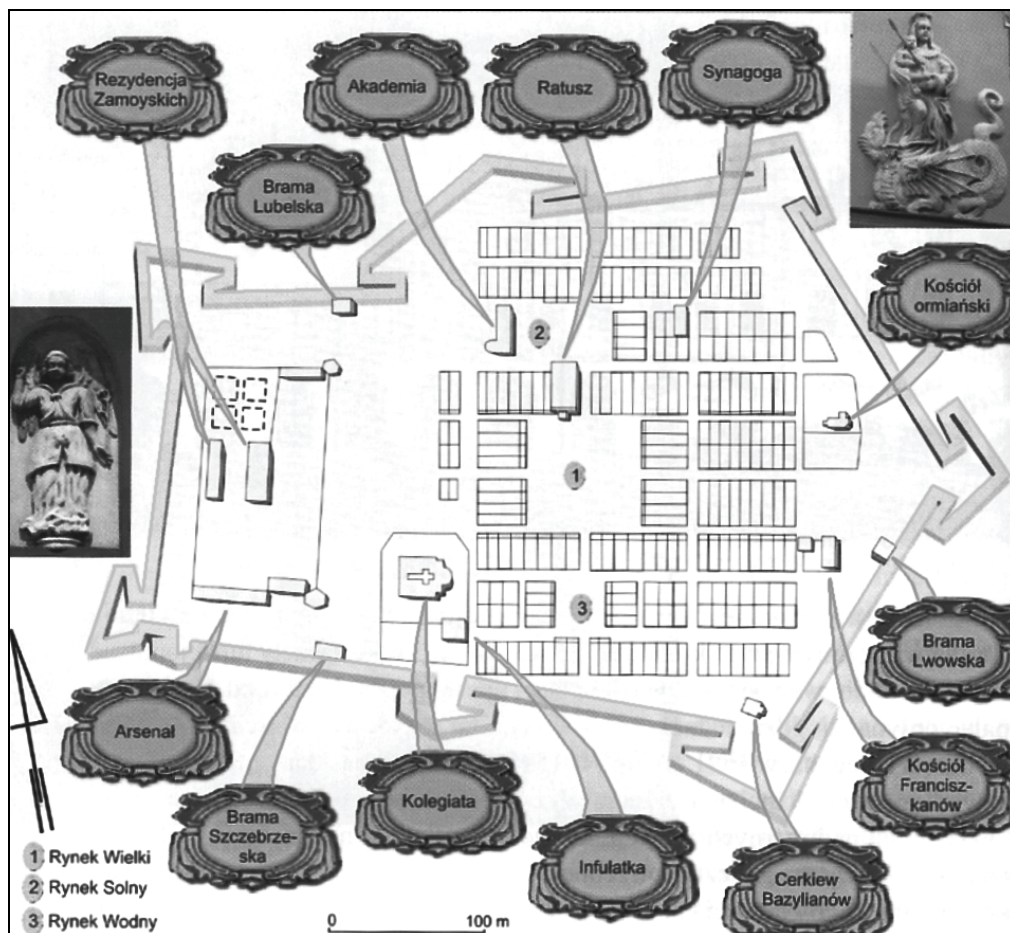 Rezydencja
Zamoyskich
Akademia
Ratusz
Synagoga
Brama
Lubelska
Kościół
ormiański
2
1
3
Brama
Lwowska
Arsenał
Brama
Szczebrze-
ska
Kolegiata
Infułatka
Cerkiew
Bazylianów
Kościół
Francisz-
kanów
1 Rynek Wielki
2 Rynek Solny
3 Rynek Wodny
0 100 m